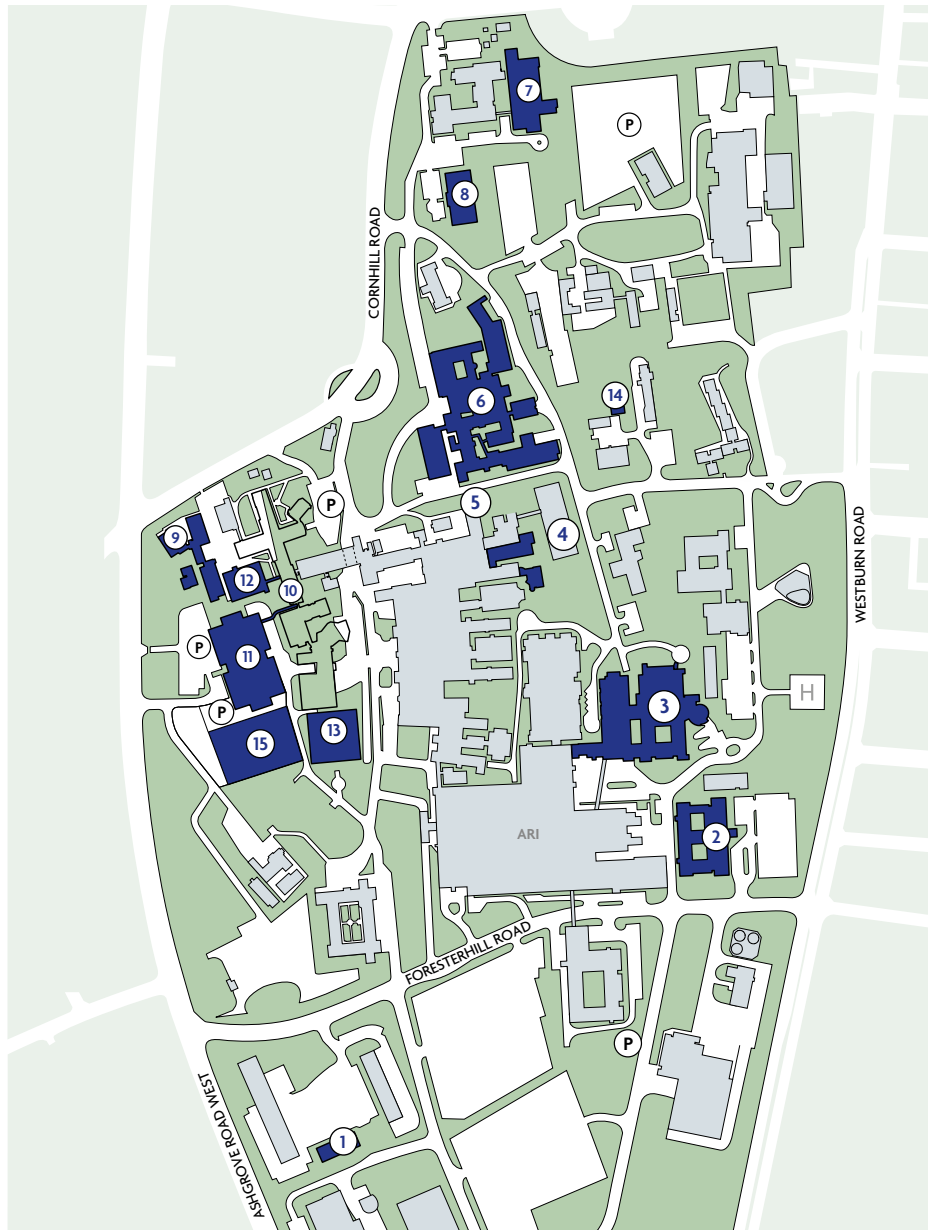 7
P
8
CORNHILL ROAD
6
14
P
5
4
9
12
10
WESTBURN ROAD
P
11
H
P
3
15
13
ARI
2
FORESTERHILL ROAD
P
ASHGROVE ROAD WEST
1